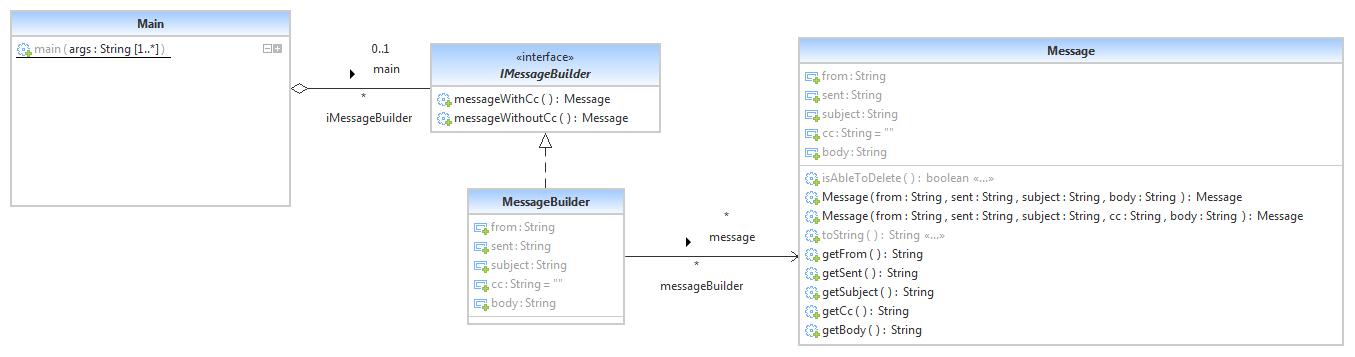 Main
main ( args : String [1..*] )
0..1
main
*
iMessageBuilder
«interface»
IMessageBuilder
messageWithCc ( ) : Message
messageWithoutCc ( ) : Message
MessageBuilder
from : String
sent : String
subject : String
cc : String = ""
body : String
*
message
*
messageBuilder
Message
from : String
sent : String
subject : String
cc : String = ""
body : String
isAbleToDelete ( ) : boolean «...»
Message ( from : String , sent : String , subject : String , body : String ) : Message
Message ( from : String , sent : String , subject : String , cc : String , body : String ) : Message
toString ( ) : String «...»
getFrom ( ) : String
getSent ( ) : String
getSubject ( ) : String
getCc ( ) : String
getBody ( ) : String